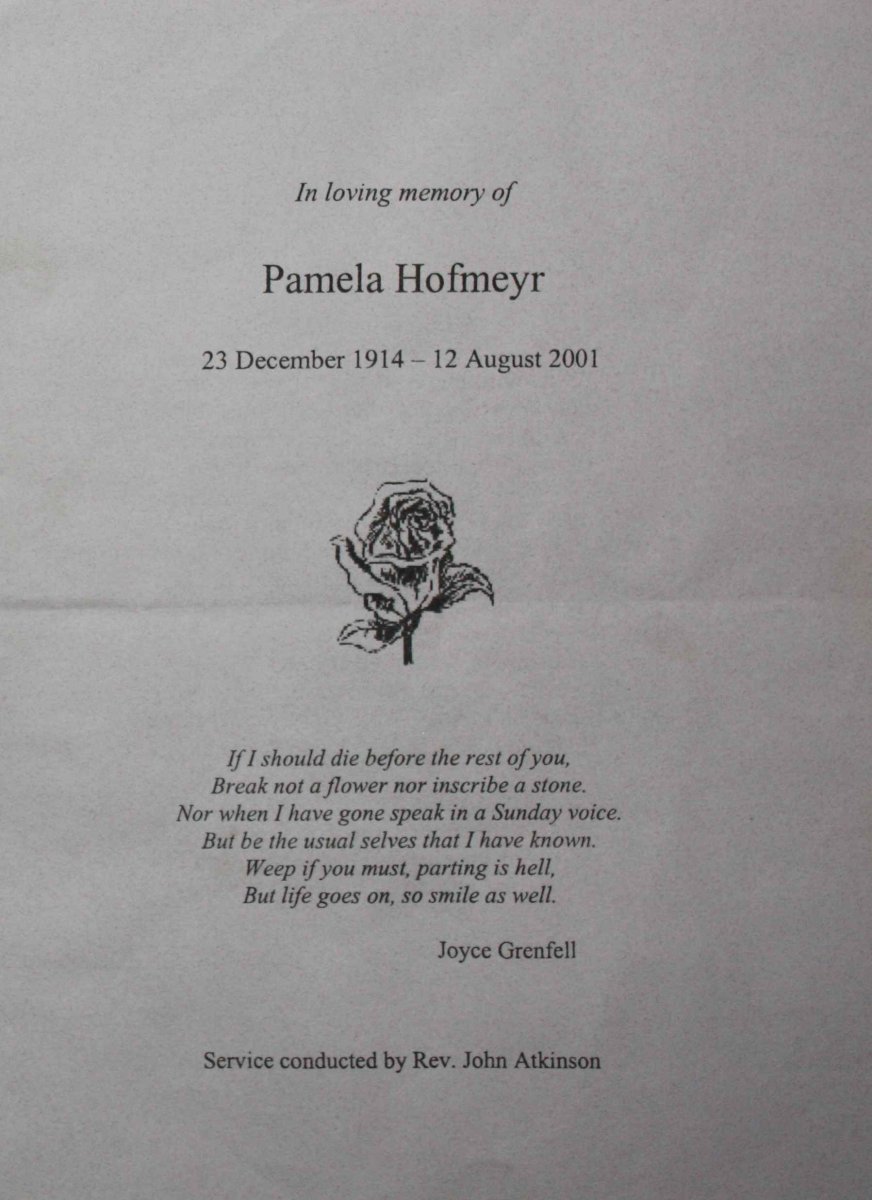 In loving memory of
Pamela Hofmeyr
23 December 1914 – 12 August 2001
If I should die before the rest of you,
Break not a flower nor inscribe a stone.
Nor when I have gone speak in a Sunday voice.
But be the usual selves that I have known.
Weep if you must, parting is hell,
But life goes on, so smile as well.
Joyce Grenfell
Service conducted by Rev. John Atkinson